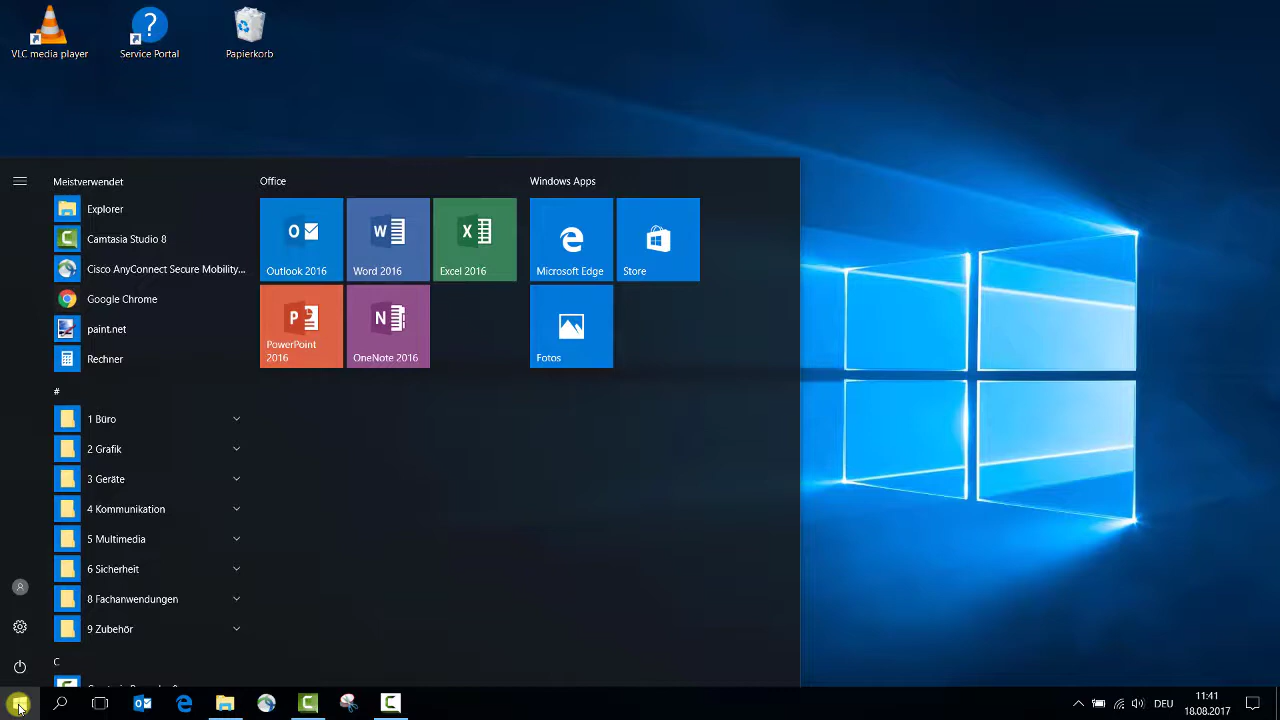 VLC media player
Service Portal
Papierkorb
Meistverwendet
Explorer
Camtasia Studio 8
Cisco AnyConnect Secure Mobility...
Google Chrome
paint.net
Rechner
#
1 Büro
2 Grafik
3 Geräte
4 Kommunikation
5 Multimedia
6 Sicherheit
8 Fachanwendungen
9 Zubehör
C
Office
Outlook 2016
Word 2016
Excel 2016
PowerPoint
2016
OneNote 2016
Windows Apps
Microsoft Edge
Store
Fotos
DEU
11:41
18.08.2017